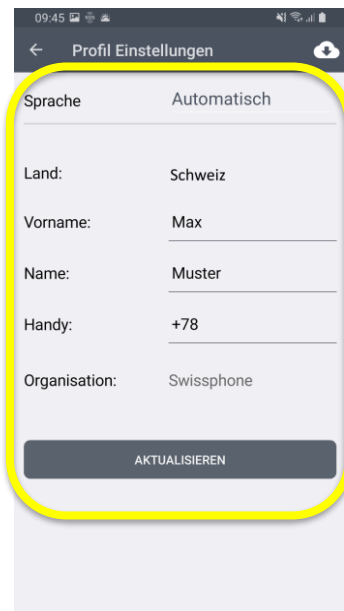 09:45
Profil Einstellungen
Sprache Automatisch
Land: Schweiz
Vorname: Max
Name: Muster
Handy: +78
Organisation: Swissphone
AKTUALISIEREN